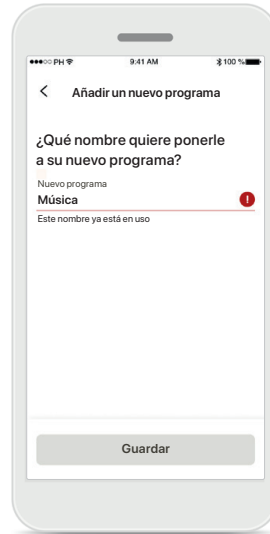 PH 9:41 AM 100 %
Añadir un nuevo programa
¿Qué nombre quiere ponerle
a su nuevo programa?
Nuevo programa
Música
!
Este nombre ya está en uso
Guardar